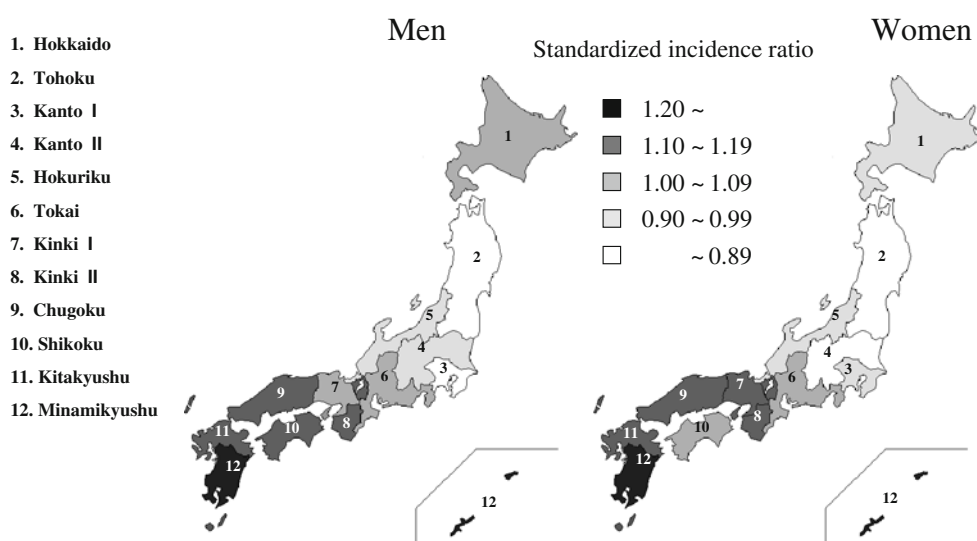 Men
Women
Standardized incidence ratio
1. Hokkaido
2. Tohoku
3. Kanto I
4. Kanto II
5. Hokuriku
6. Tokai
7. Kinki I
8. Kinki II
9. Chugoku
10. Shikoku
11. Kitakyushu
12. Minamikyushu
1.20 ~
1.10 ~ 1.19
1.00 ~ 1.09
0.90 ~ 0.99
~ 0.89
1
2
5
4
3
6
7
9
8
10
11
12
12
1
2
5
4
3
6
7
9
8
10
11
12
12